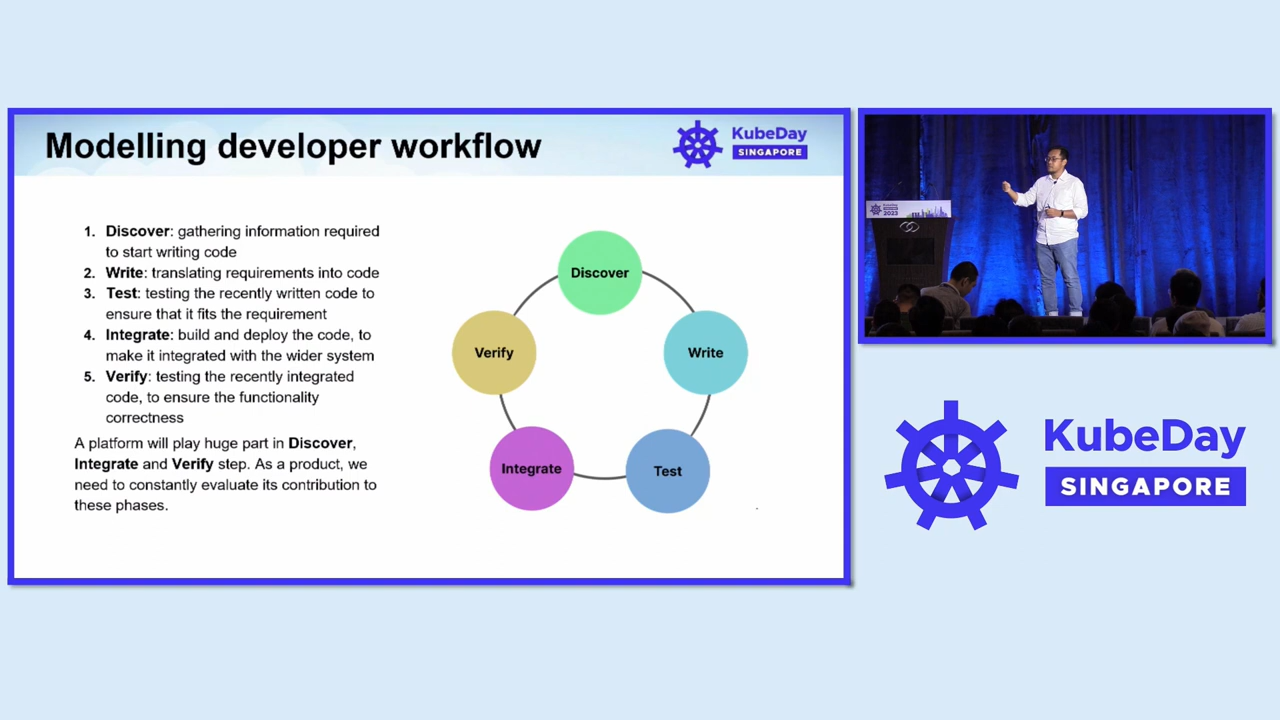 Modelling developer workflow
KubeDay
SINGAPORE
1. Discover: gathering information required
to start writing code
2. Write: translating requirements into code
3. Test: testing the recently written code to
ensure that it fits the requirement
4. Integrate: build and deploy the code, to
make it integrated with the wider system
5. Verify: testing the recently integrated
code, to ensure the functionality
correctness
A platform will play huge part in Discover,
Integrate and Verify step. As a product, we
need to constantly evaluate its contribution to
these phases.
Discover
Verify
Write
Integrate
Test
2023
KubeDay
SINGAPORE